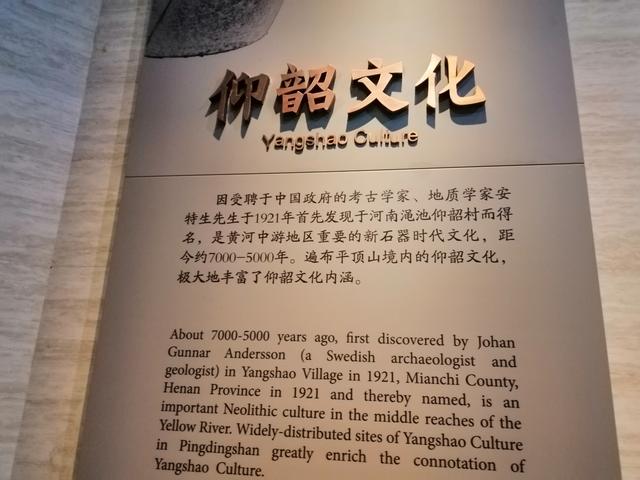 仰韶文化
Yangshao Culture
因受聘于中国政府的考古学家、地质学家安
特生先生于1921年首先发现于河南渑池仰韶村而得
名，是黄河中游地区重要的新石器时代文化，距
今约7000-5000年。遍布平顶山境内的仰韶文化，
极大地丰富了仰韶文化内涵。
About 7000-5000 years ago, first discovered by Johan
Gunnar Andersson (a Swedish archaeologist and
geologist) in Yangshao Village in 1921, Mianchi County,
Henan Province in 1921 and thereby named, is an
important Neolithic culture in the middle reaches of the
Yellow River. Widely-distributed sites of Yangshao Culture
in Pingdingshan greatly enrich the connotation of
Yangshao Culture.